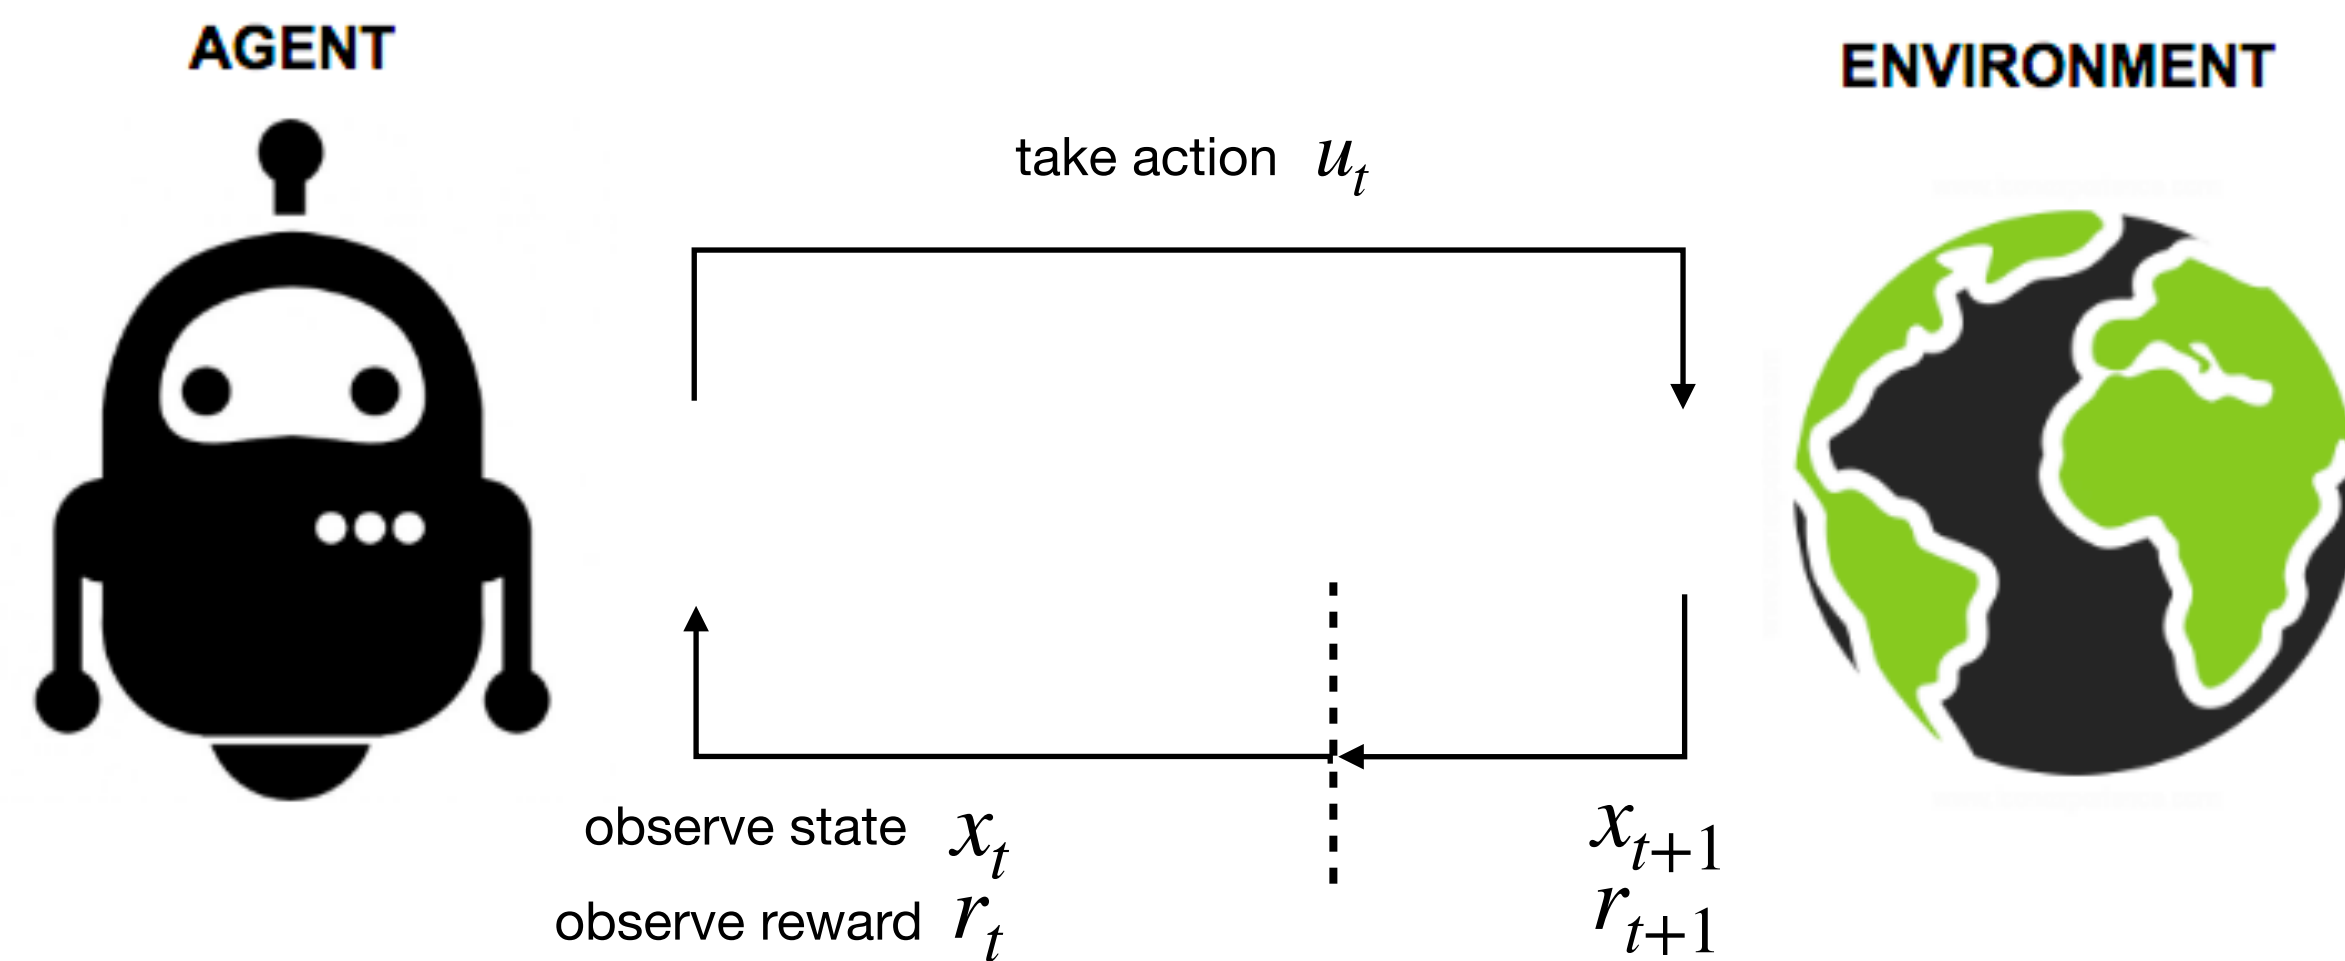 AGENT
ENVIRONMENT
take action u_t
observe state x_t
x_{t+1}
observe reward r_t
r_{t+1}